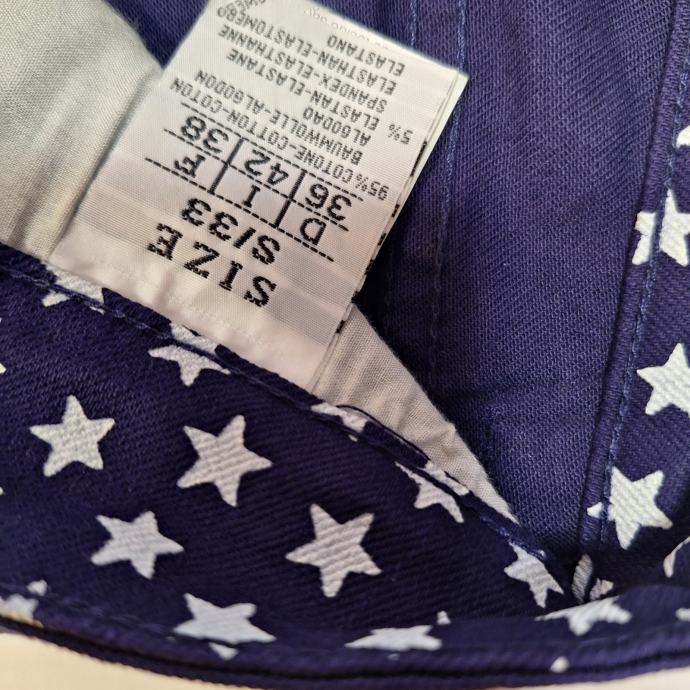 SIZE
S/33
D | I | F
36 | 42 | 38
95% COTONE-COTTON-COTON
BAUMWOLLE-ALGODON
ALGODAO
5% ELASTAN-ELASTANE
SPANDEX-ELASTHANNE
ELASTHAN-ELASTOMERO
ELASTANO